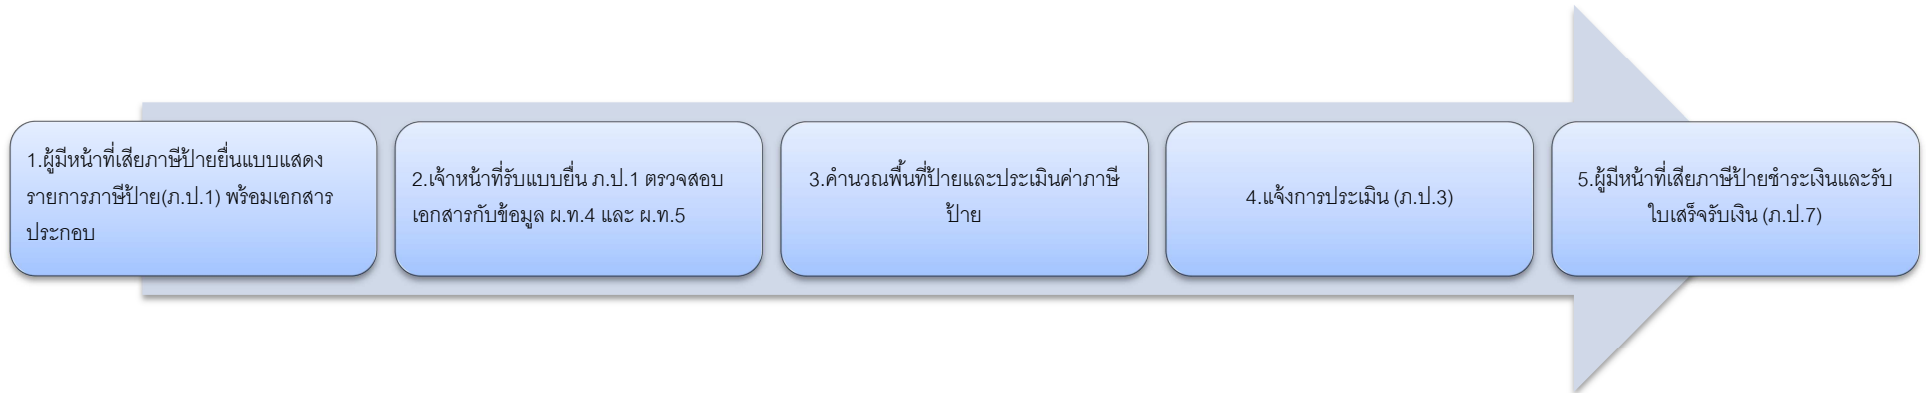 1.ผู้มีหน้าที่เสียภาษีป้ายยื่นแบบแสดง
รายการภาษีป้าย(ภ.ป.1) พร้อมเอกสาร
ประกอบ
2.เจ้าหน้าที่รับแบบยื่น ภ.ป.1 ตรวจสอบ
เอกสารกับข้อมูล ผ.ท.4 และ ผ.ท.5
3.คำนวณพื้นที่ป้ายและประเมินค่าภาษี
ป้าย
4.แจ้งการประเมิน (ภ.ป.3)
5.ผู้มีหน้าที่เสียภาษีป้ายชำระเงินและรับ
ใบเสร็จรับเงิน (ภ.ป.7)